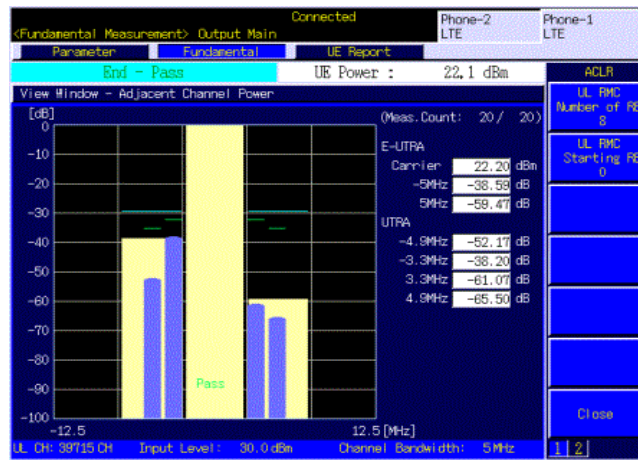 Connected
<Fundamental Measurement> Output Main
Phone-2
LTE
Phone-1
LTE
Parameter
Fundamental
UE Report
End - Pass
UE Power : 22.1 dBm
ACLR
View Window - Adjacent Channel Power
UL RMC
Number of RB
8
UL RMC
Starting RB
0
Close
1 2
[dB]
0
-10
-20
-30
-40
-50
-60
-70
-80
-90
-100
Pass
-12.5
12.5[MHz]
(Meas.Count: 20/ 20)
E-UTRA
Carrier 22.20 dBm
-5MHz -38.59 dB
5MHz -59.47 dB
UTRA
-4.9MHz -52.17 dB
-3.3MHz -38.20 dB
3.3MHz -61.07 dB
4.9MHz -65.50 dB
UL CH: 39715 CH Input Level: 30.0 dBm Channel Bandwidth: 5 MHz